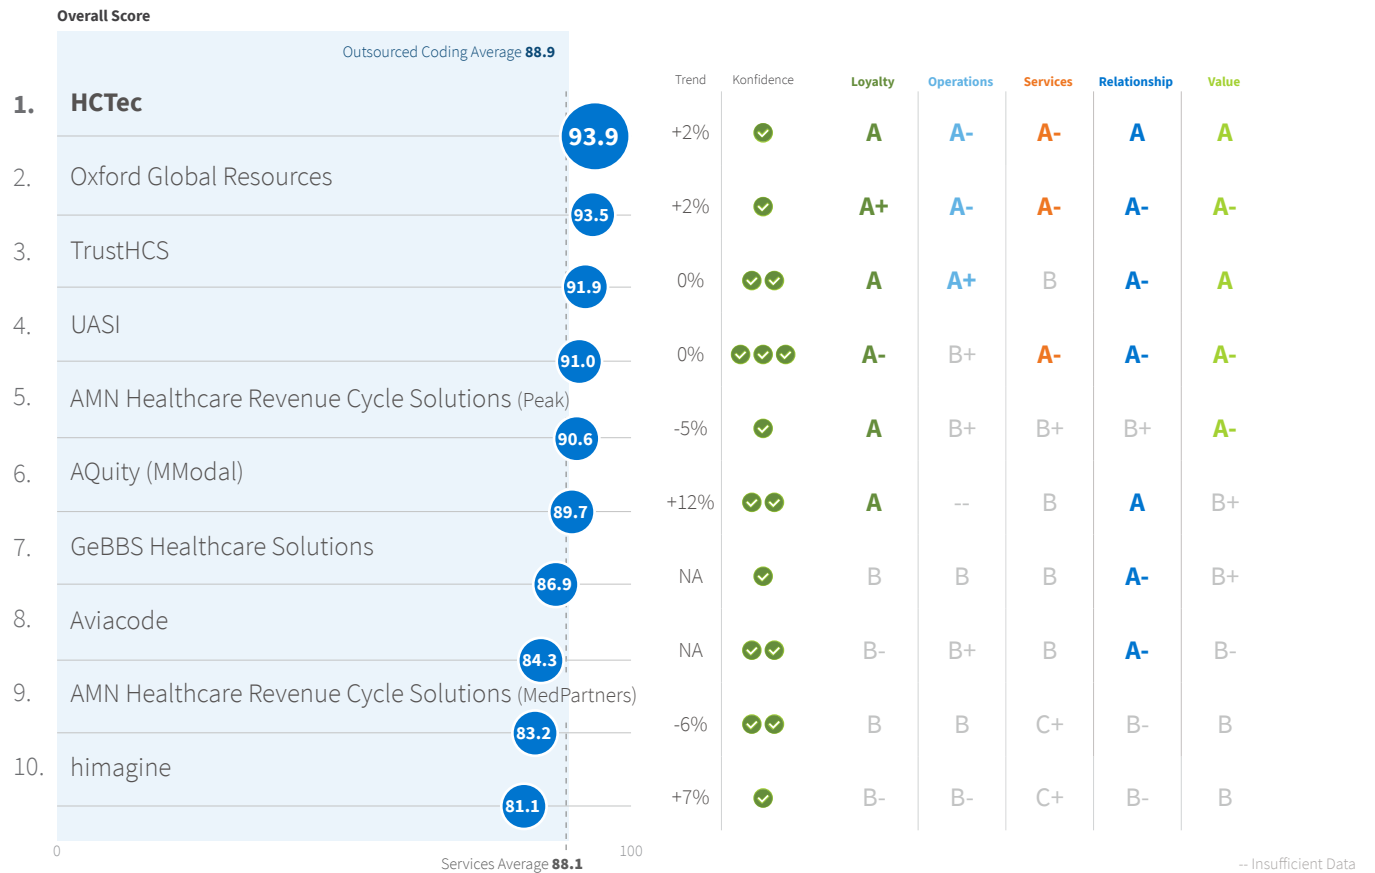 Overall Score
Outsourced Coding Average 88.9
Trend Konfidence Loyalty Operations Services Relationship Value
1. HCTec
93.9 +2% A A- A- A A
2. Oxford Global Resources
93.5 +2% A+ A- A- A- A-
3. TrustHCS
91.9 0% A A+ B A- A
4. UASI
91.0 0% A- B+ A- A- A-
5. AMN Healthcare Revenue Cycle Solutions (Peak)
90.6 -5% A B+ B+ B+ A-
6. AQuity (MModal)
89.7 +12% A -- B A B+
7. GeBBS Healthcare Solutions
86.9 NA B B B A- B+
8. Aviacode
84.3 NA B- B+ B A- B-
9. AMN Healthcare Revenue Cycle Solutions (MedPartners)
83.2 -6% B B C+ B- B
10. himagine
81.1 +7% B- B- C+ B- B
0 100
Services Average 88.1
-- Insufficient Data